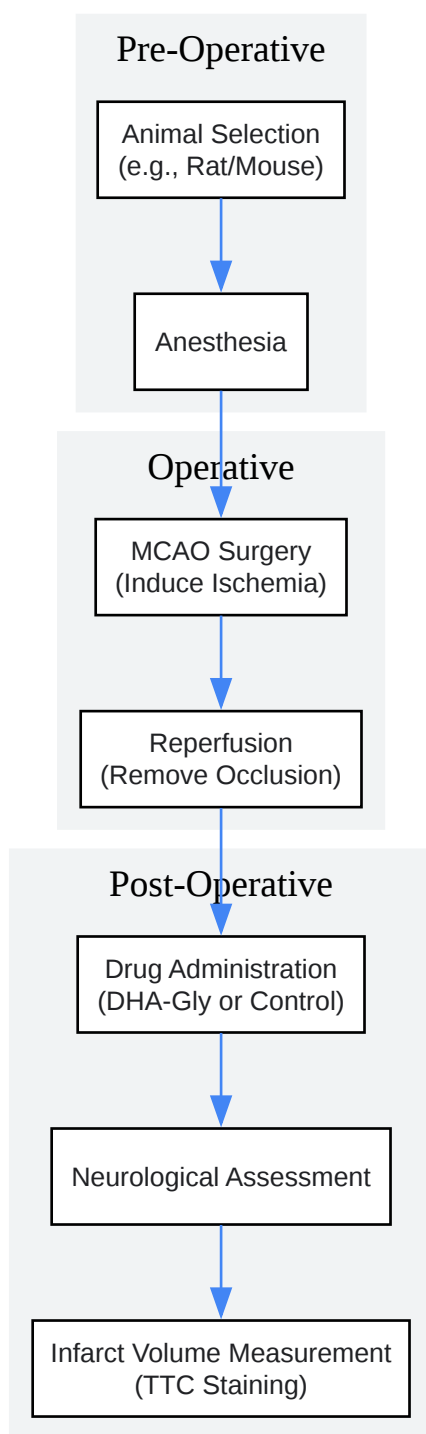 Pre-Operative
Animal Selection
(e.g., Rat/Mouse)
Anesthesia
Operative
MCAO Surgery
(Induce Ischemia)
Reperfusion
(Remove Occlusion)
Post-Operative
Drug Administration
(DHA-Gly or Control)
Neurological Assessment
Infarct Volume Measurement
(TTC Staining)